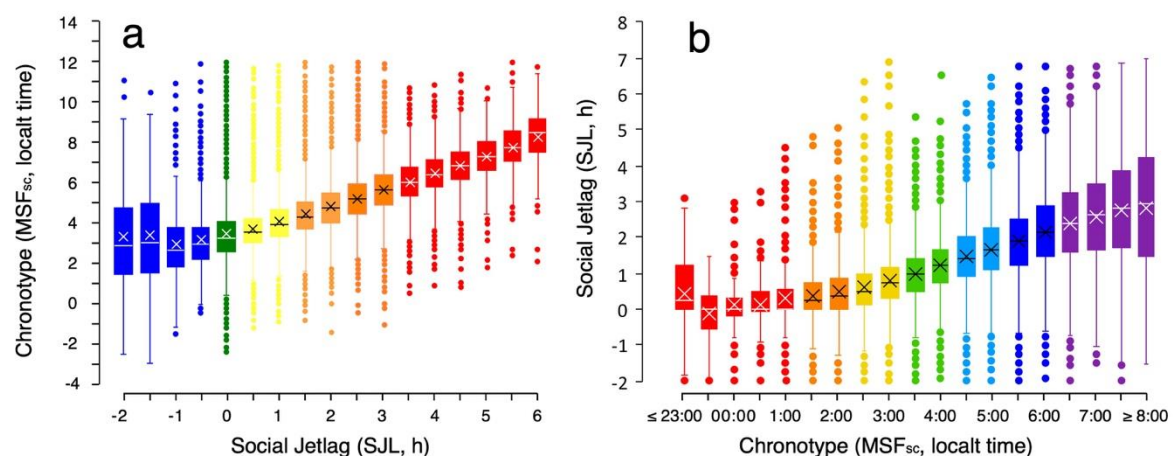 a
14
12
10
8
6
4
2
0
-2
-4
Chronotype (MSFsc, localt time)
-2 -1 0 1 2 3 4 5 6
Social Jetlag (SJL, h)
b
8
7
6
5
4
3
2
1
0
-1
-2
Social Jetlag (SJL, h)
≤ 23:00 00:00 1:00 2:00 3:00 4:00 5:00 6:00 7:00 ≥ 8:00
Chronotype (MSFsc, localt time)